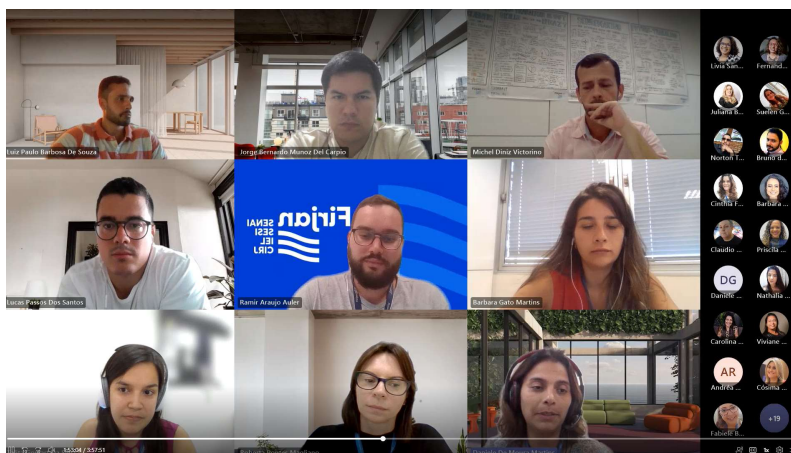 Luiz Paulo Barbosa De Souza
Jorge Bernardo Munoz Del Carpio
Michel Diniz Victorino
Lucas Passos Dos Santos
Firjan
SENAI
SESI
IEL
CIRJ
Ramir Araujo Auler
Barbara Gato Martins
Livia San...
Fernand...
Juliana B...
Suelen G...
Norton T...
Bruno d...
Cinthia F...
Barbara ...
Claudio ...
Priscila ...
DG
Daniele ...
Nathalia ...
Carolina ...
Viviane ...
AR
Andréa ...
Cósima ...
Fabiele B...
+19
1:53:04 / 3:57:51
1x